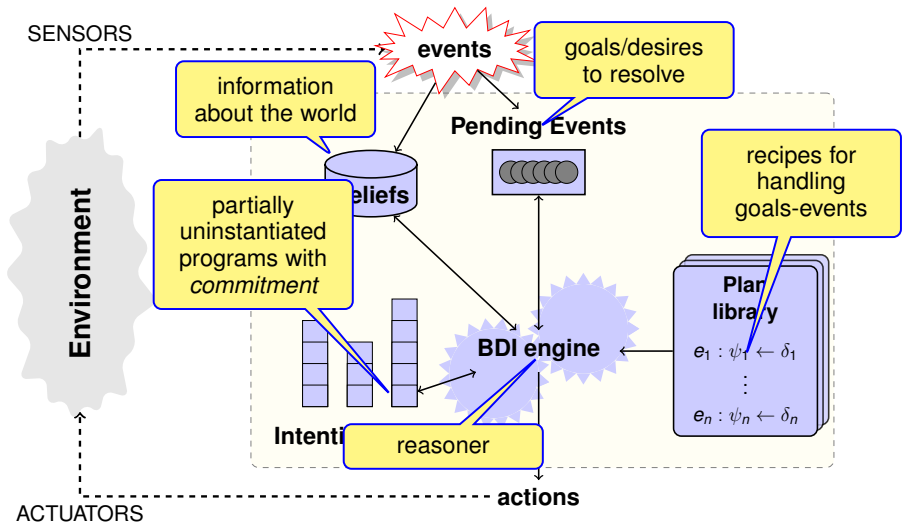 SENSORS
events
goals/desires
to resolve
information
about the world
Pending Events
recipes for
handling
goals-events
eliefs
partially
uninstantiated
programs with
commitment
Environment
Plan
library
BDI engine
e₁ : ψ₁ ← δ₁
⋮
eₙ : ψₙ ← δₙ
Intenti
reasoner
actions
ACTUATORS